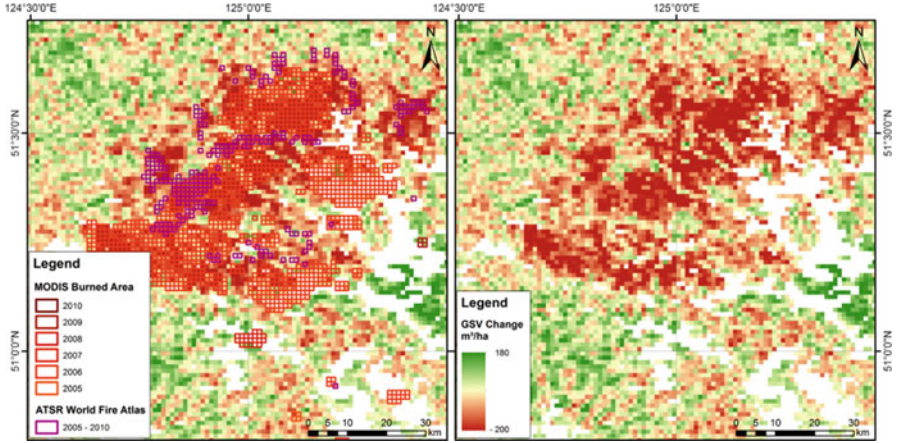 124°30'0"E
125°0'0"E
124°30'0"E
125°0'0"E
N
N
51°30'0"N
51°30'0"N
51°0'0"N
51°0'0"N
Legend
MODIS Burned Area
2010
2009
2008
2007
2006
2005
ATSR World Fire Atlas
2005 - 2010
0 5 10 20 30
km
Legend
GSV Change
m³/ha
180
- 200
0 5 10 20 30
km